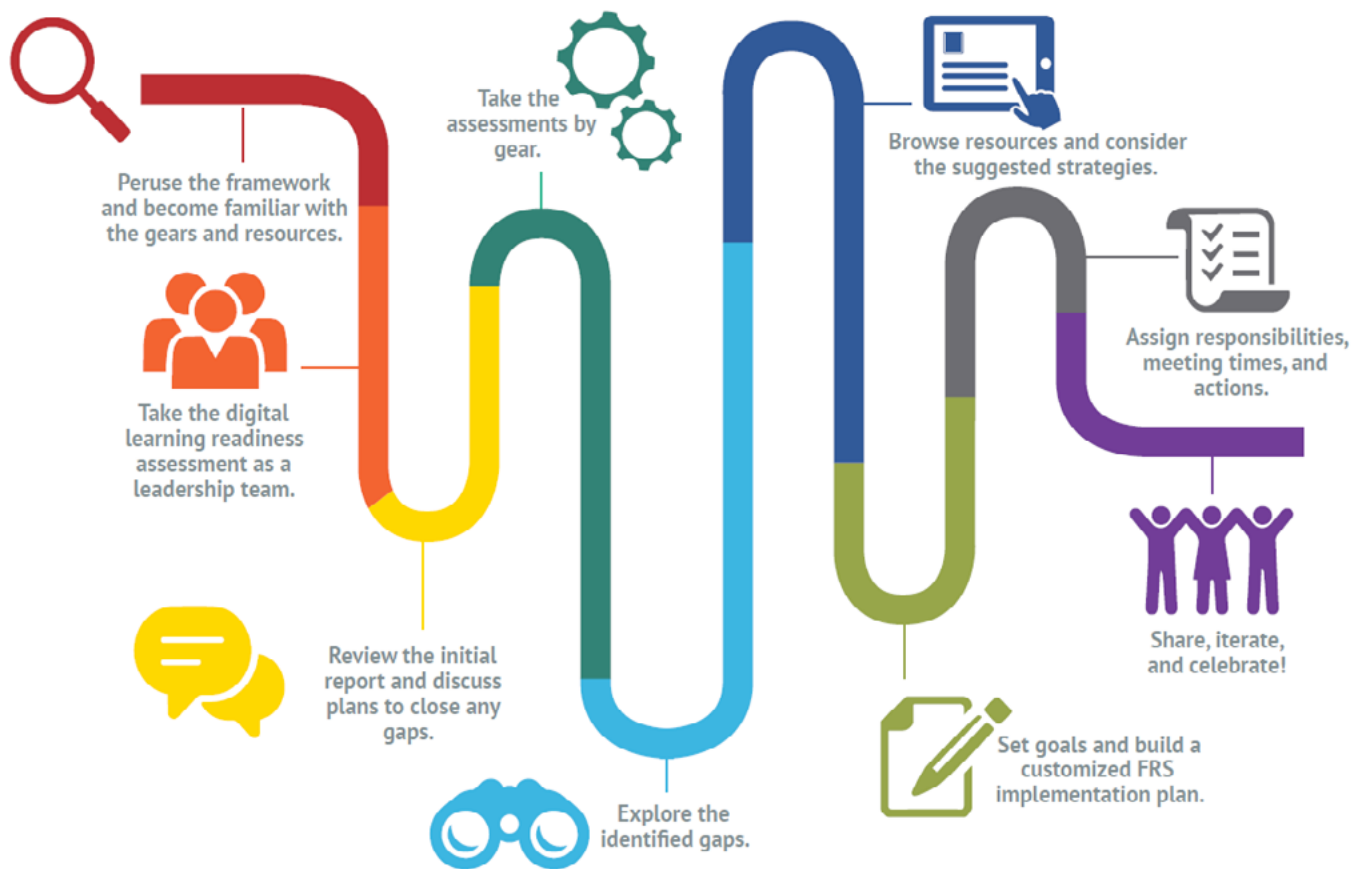 Peruse the framework
and become familiar with
the gears and resources.
Take the digital
learning readiness
assessment as a
leadership team.
Review the initial
report and discuss
plans to close any
gaps.
Take the
assessments by
gear.
Explore the
identified gaps.
Browse resources and consider
the suggested strategies.
Set goals and build a
customized FRS
implementation plan.
Assign responsibilities,
meeting times, and
actions.
Share, iterate,
and celebrate!